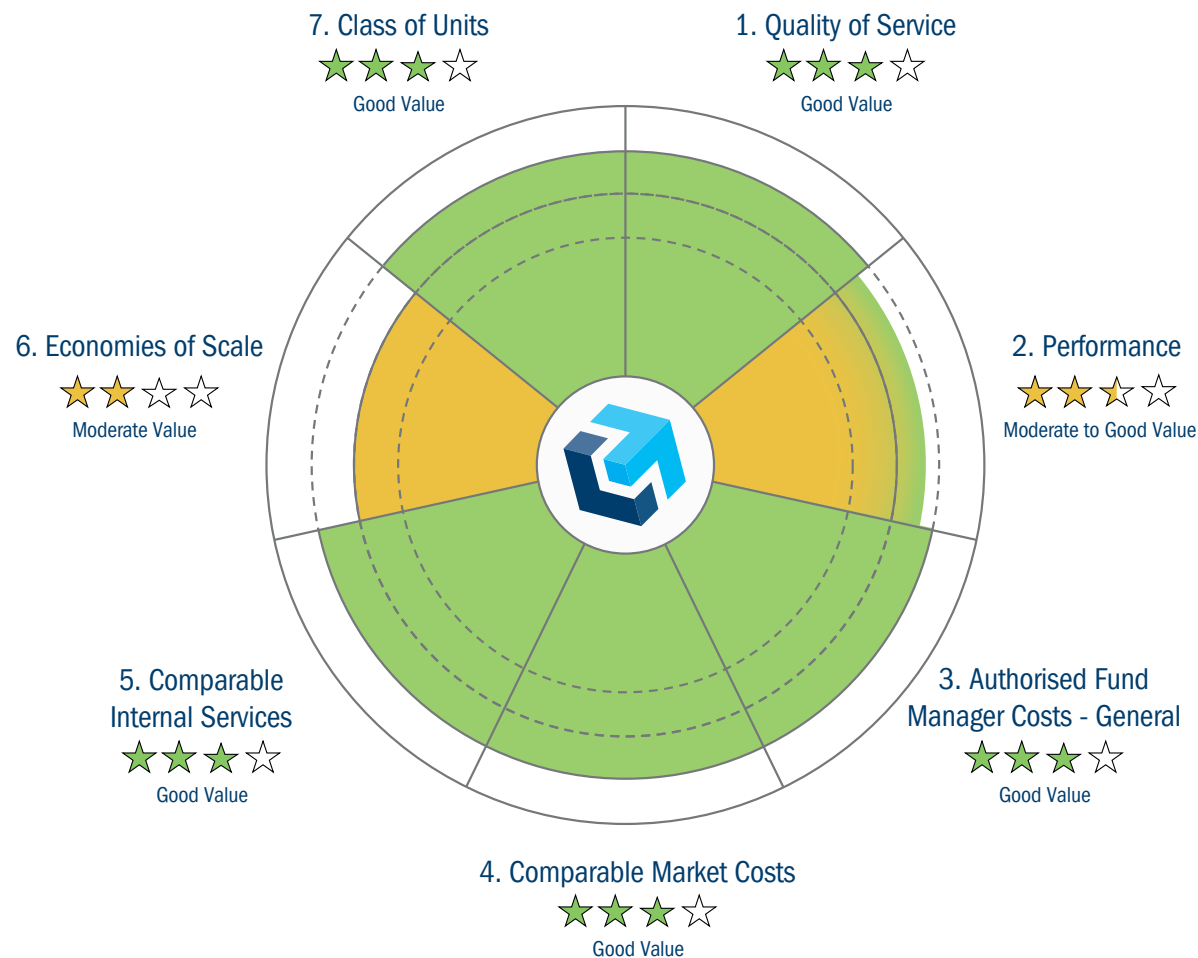 7. Class of Units
Good Value
1. Quality of Service
Good Value
6. Economies of Scale
Moderate Value
2. Performance
Moderate to Good Value
5. Comparable
Internal Services
Good Value
3. Authorised Fund
Manager Costs - General
Good Value
4. Comparable Market Costs
Good Value